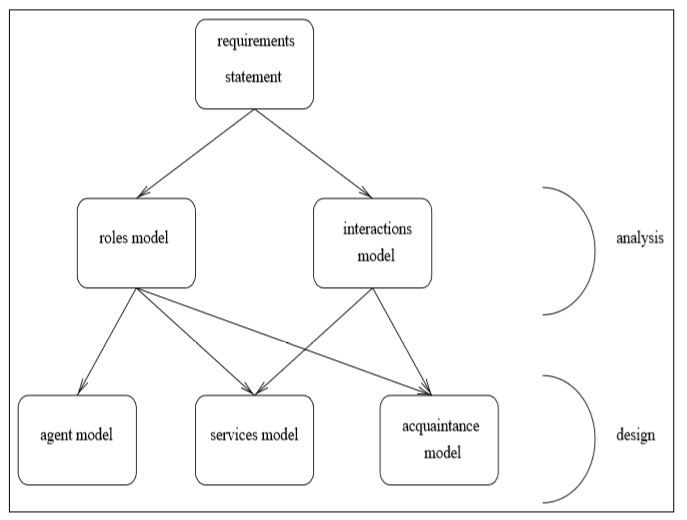 requirements
statement
roles model
interactions
model
analysis
agent model
services model
acquaintance
model
design